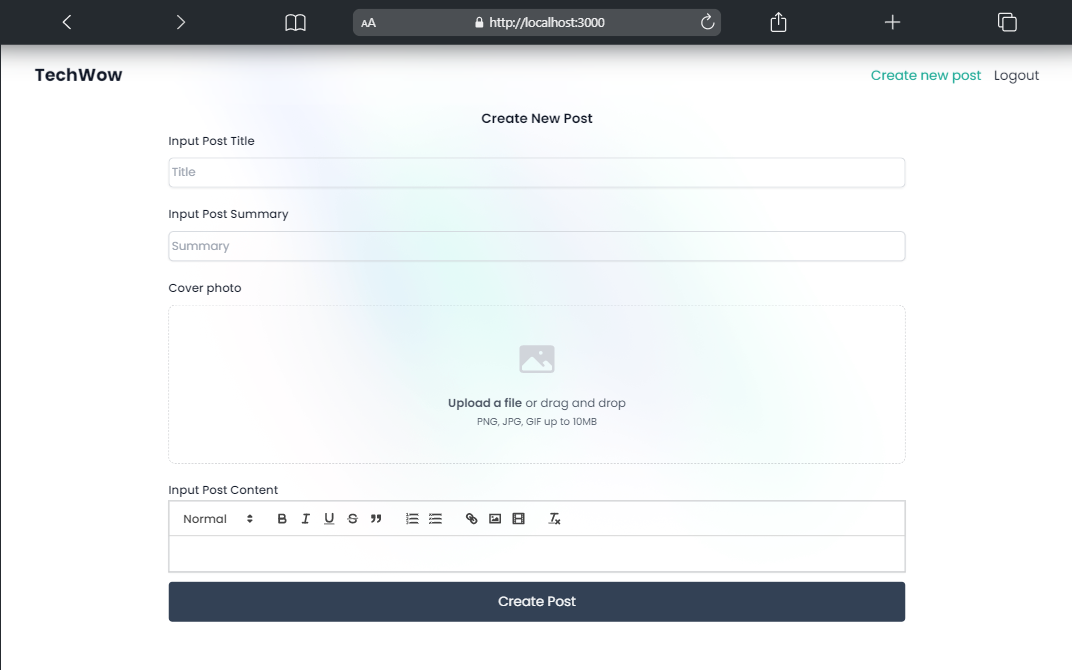 AA http://localhost:3000
TechWow
Create new post Logout
Create New Post
Input Post Title
Title
Input Post Summary
Summary
Cover photo
Upload a file or drag and drop
PNG, JPG, GIF up to 10MB
Input Post Content
Normal B I U S
Create Post